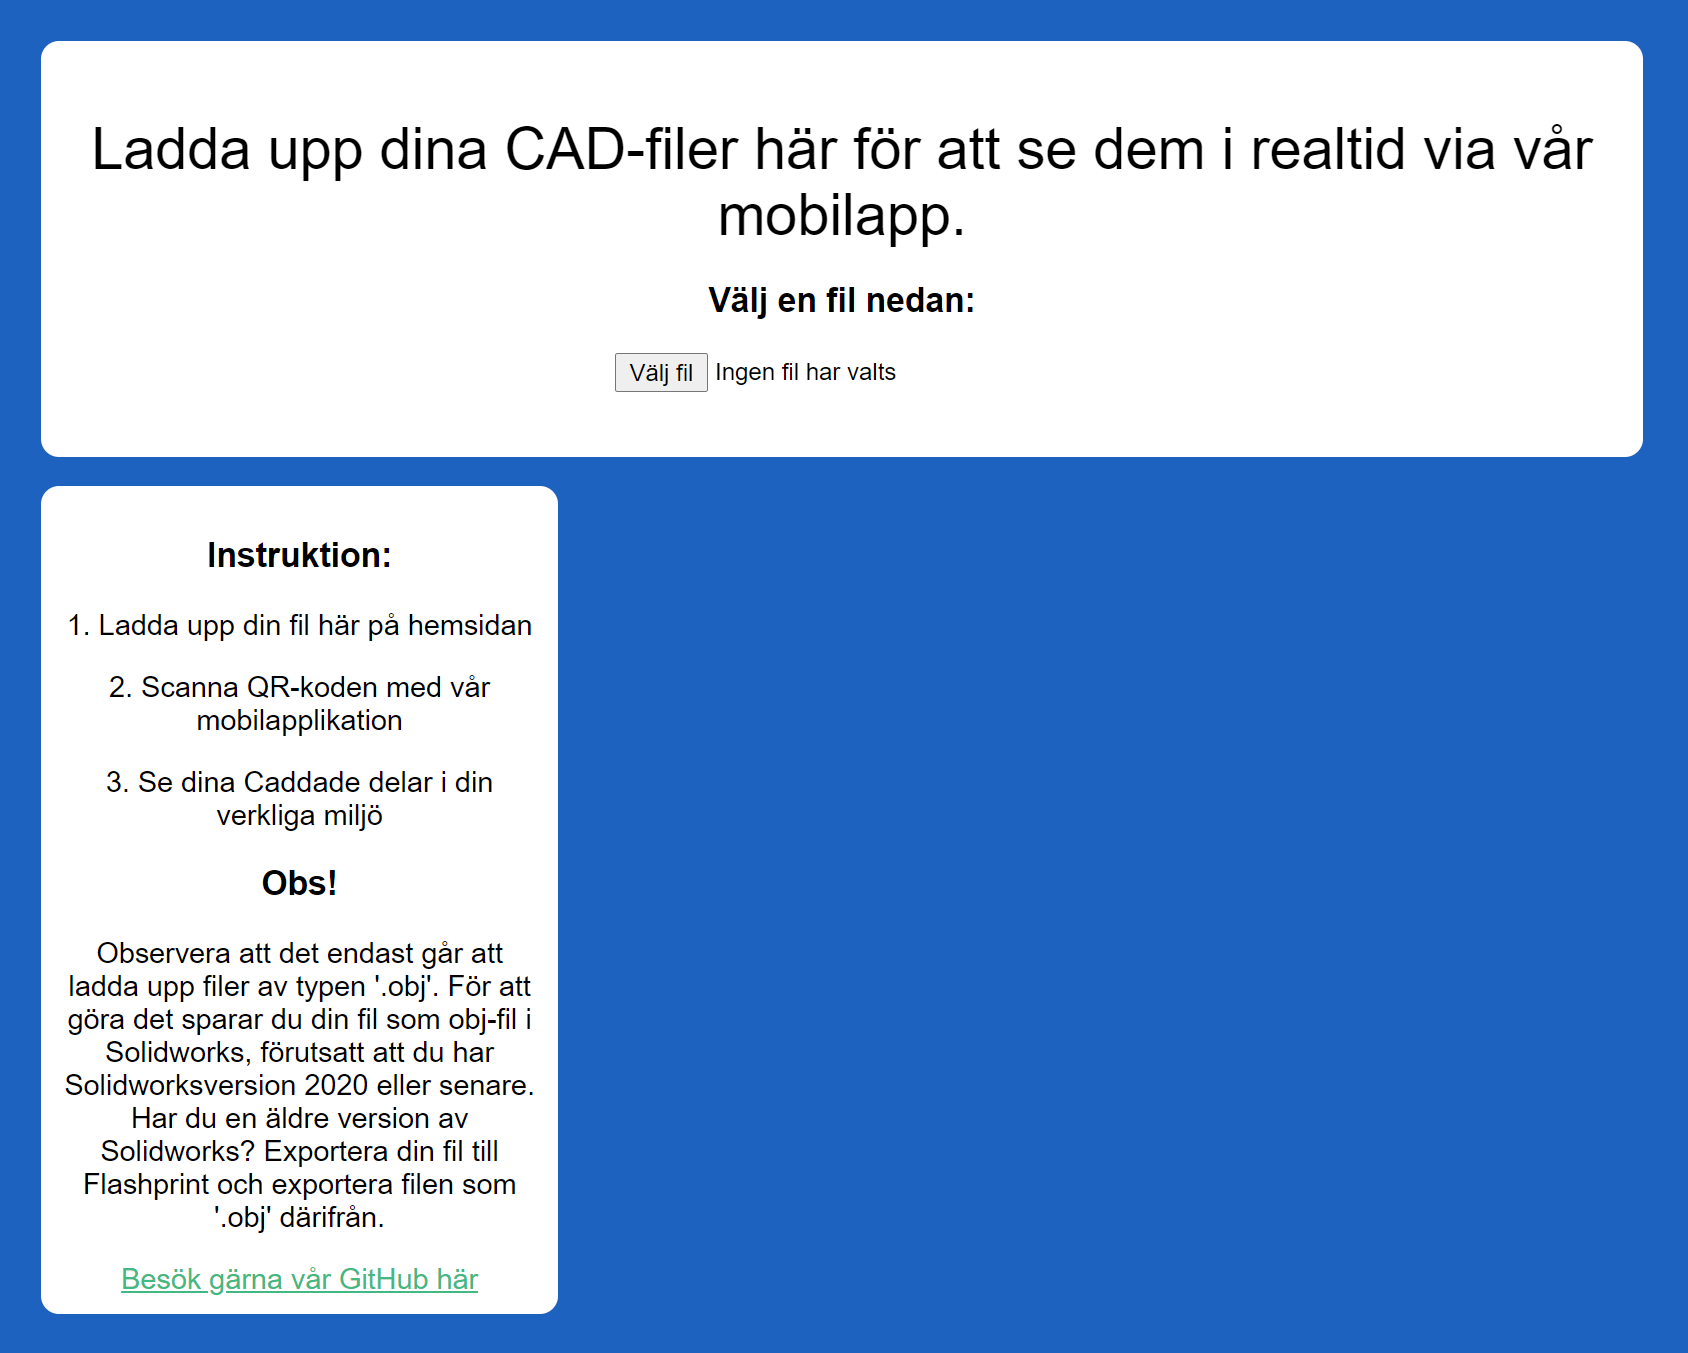 Ladda upp dina CAD-filer här för att se dem i realtid via vår
mobilapp.
Välj en fil nedan:
Välj fil Ingen fil har valts
Instruktion:
1. Ladda upp din fil här på hemsidan
2. Scanna QR-koden med vår
mobilapplikation
3. Se dina Caddade delar i din
verkliga miljö
Obs!
Observera att det endast går att
ladda upp filer av typen '.obj'. För att
göra det sparar du din fil som obj-fil i
Solidworks, förutsatt att du har
Solidworksversion 2020 eller senare.
Har du en äldre version av
Solidworks? Exportera din fil till
Flashprint och exportera filen som
'.obj' därifrån.
Besök gärna vår GitHub här